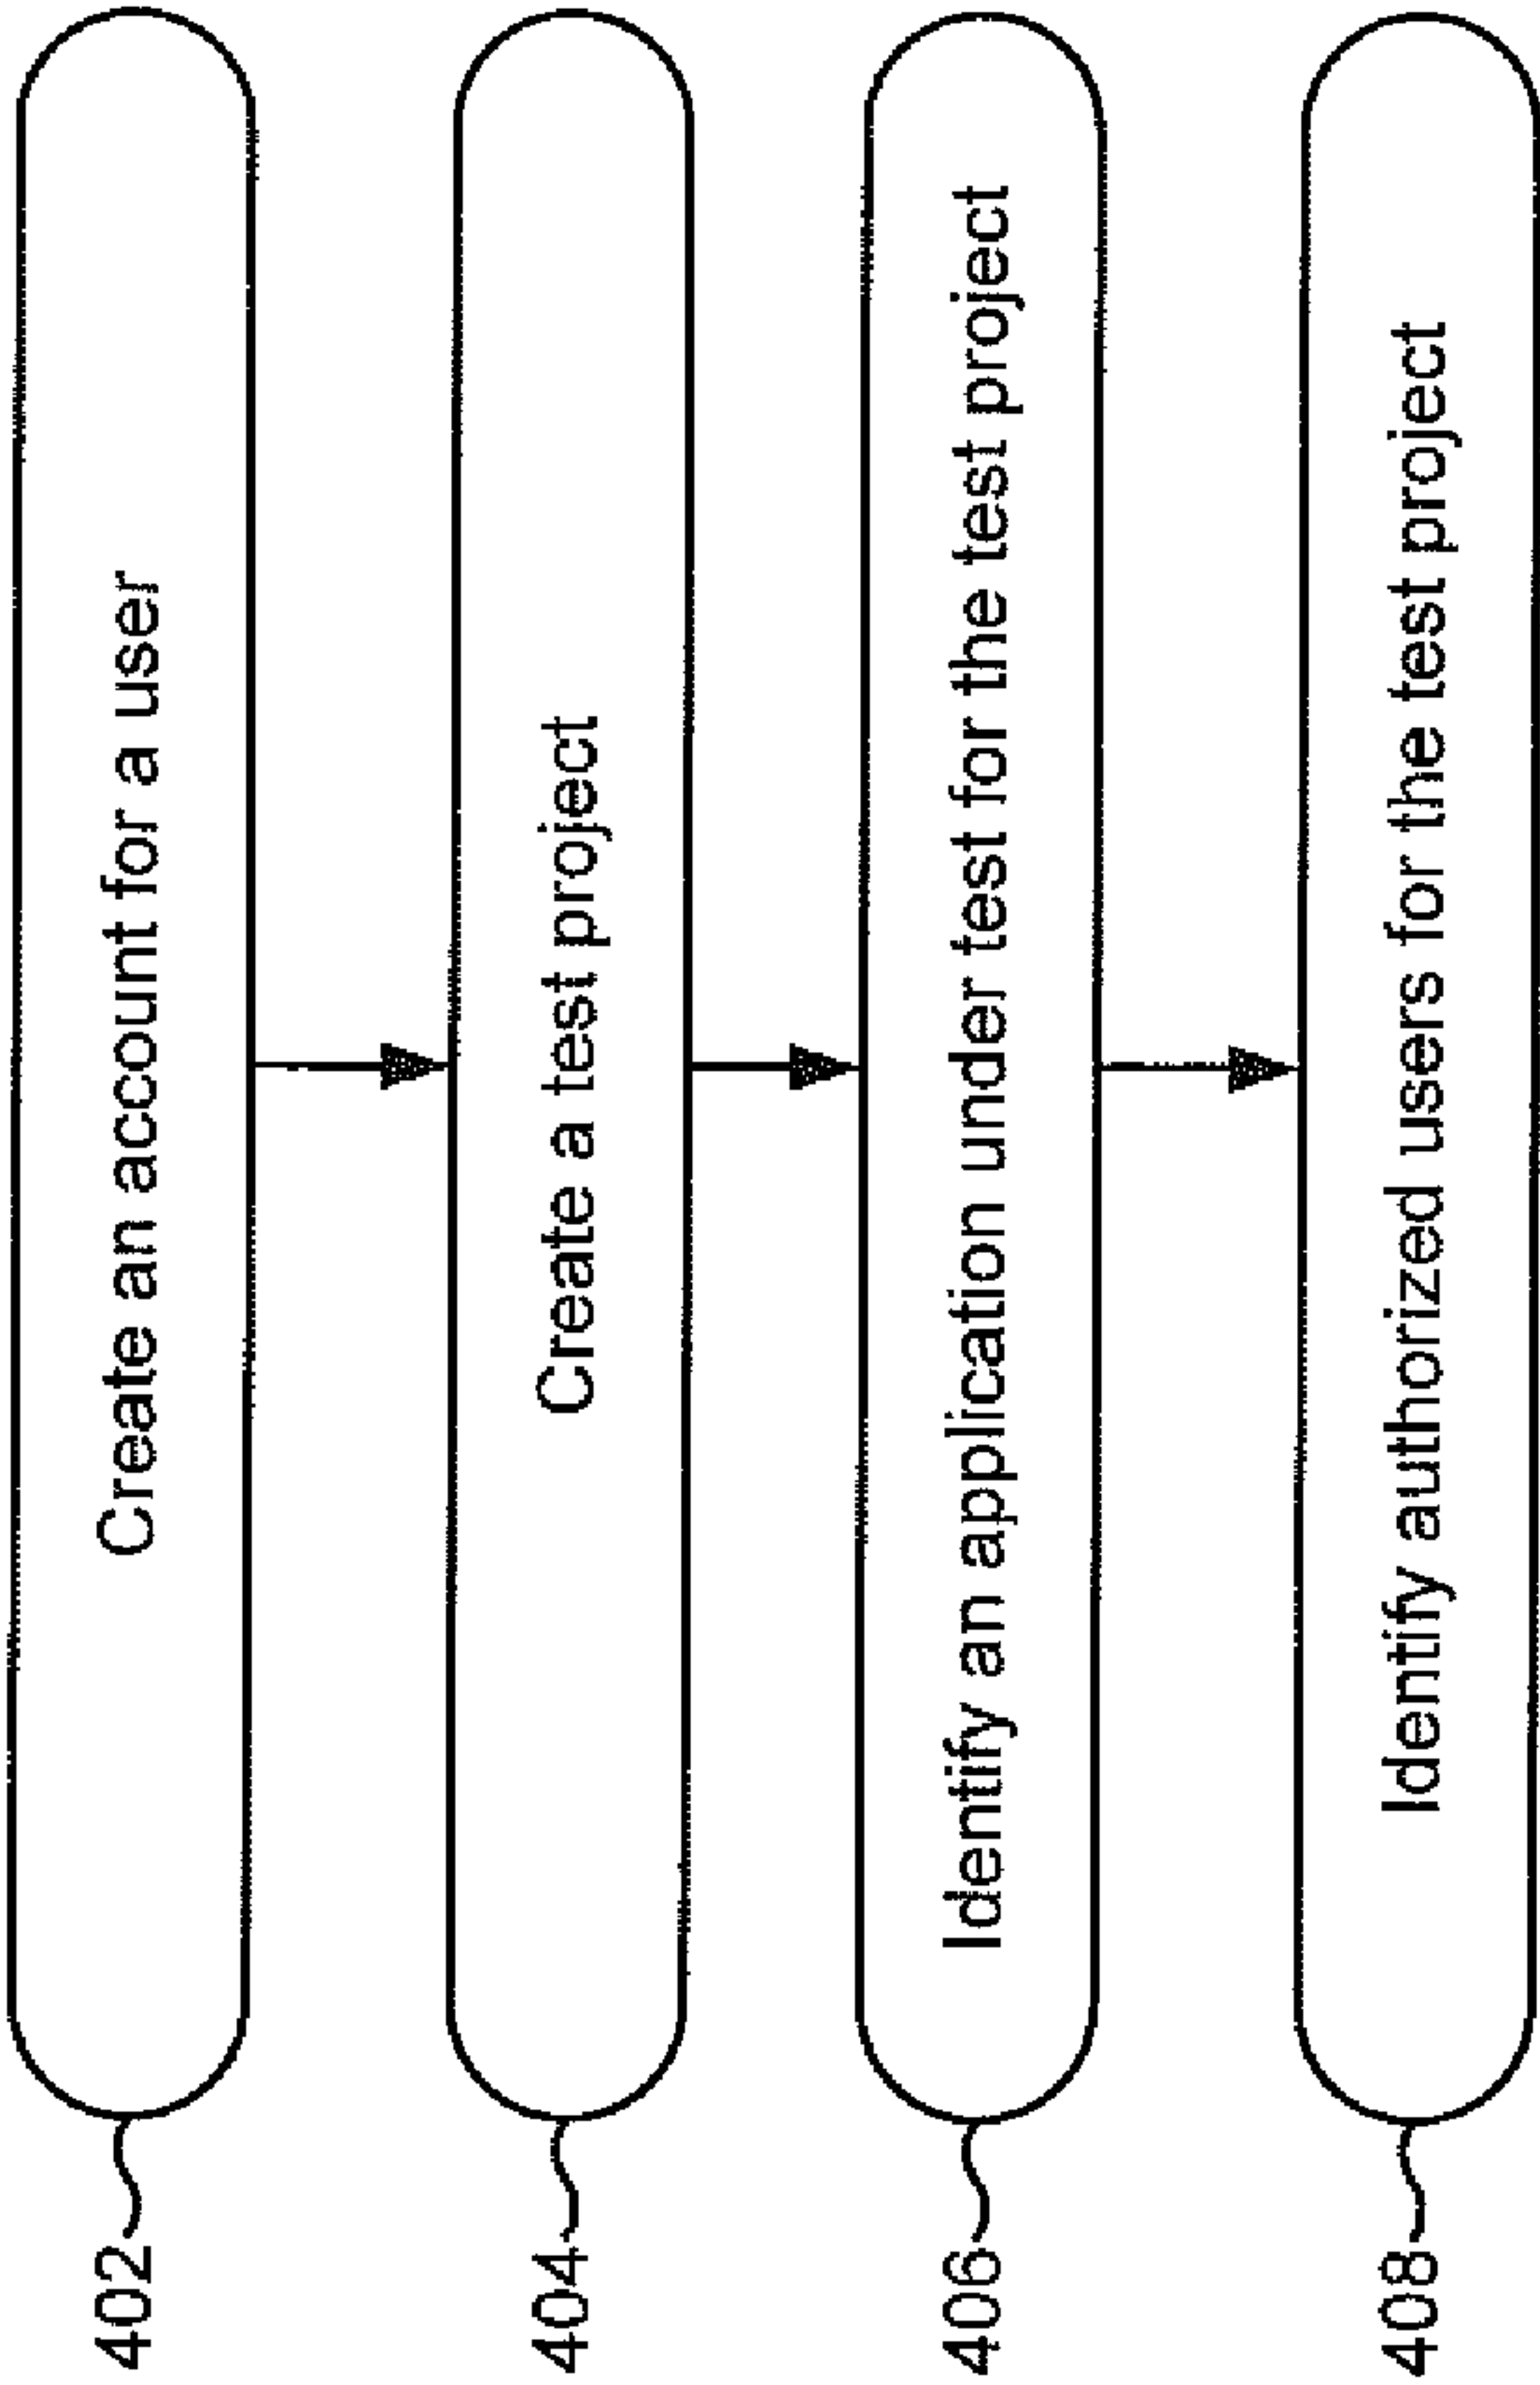 402
Create an account for a user
404
Create a test project
406
Identify an application under test for the test project
408
Identify authorized users for the test project